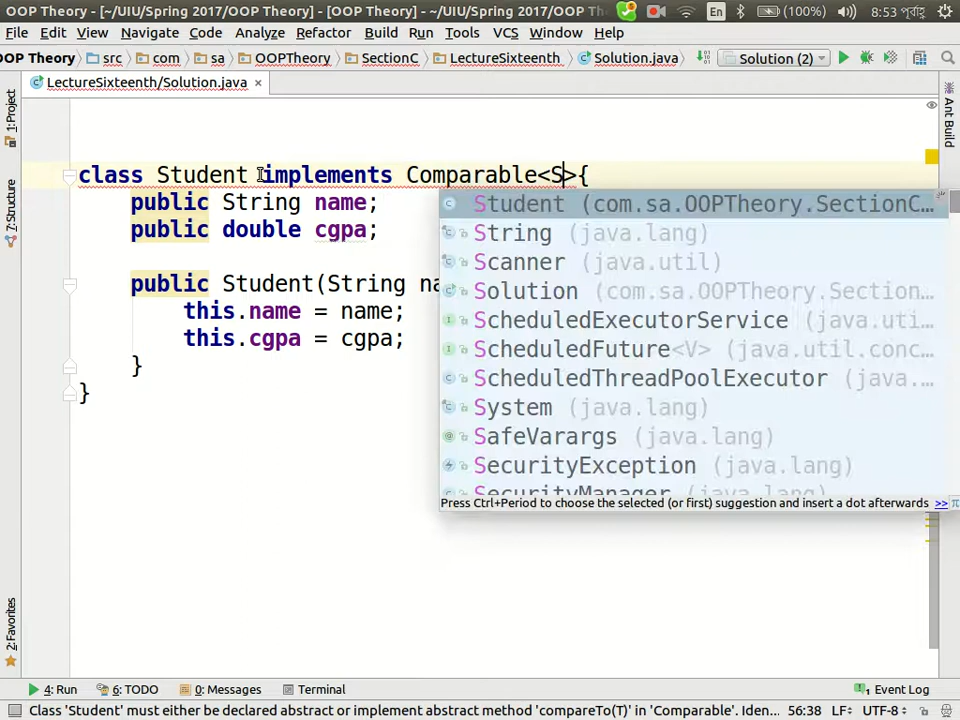 OOP Theory - [~/UIU/Spring 2017/OOP Theory] - [OOP Theory] - [~/UIU/Spring 2017/OOP T En (100%) 8:53 পূর্বাহ্ণ
File Edit View Navigate Code Analyze Refactor Build Run Tools VCS Window Help
OOP Theory src com sa OOPTheory SectionC LectureSixteenth Solution.java Solution (2)
LectureSixteenth/Solution.java
1: Project
7: Structure
2: Favorites
Ant Build
class Student implements Comparable<S>{
public String name;
public double cgpa;
public Student(String na
this.name = name;
this.cgpa = cgpa;
}
}
Student (com.sa.OOPTheory.SectionC...
String (java.lang)
Scanner (java.util)
Solution (com.sa.OOPTheory.Section...
ScheduledExecutorService (java.uti...
ScheduledFuture<V> (java.util.conc...
ScheduledThreadPoolExecutor (java...
System (java.lang)
SafeVarargs (java.lang)
SecurityException (java.lang)
SecurityManager (java.lang)
Press Ctrl+Period to choose the selected (or first) suggestion and insert a dot afterwards >> π
4: Run 6: TODO 0: Messages Terminal Event Log
Class 'Student' must either be declared abstract or implement abstract method 'compareTo(T)' in 'Comparable'. Iden... 56:38 LF UTF-8